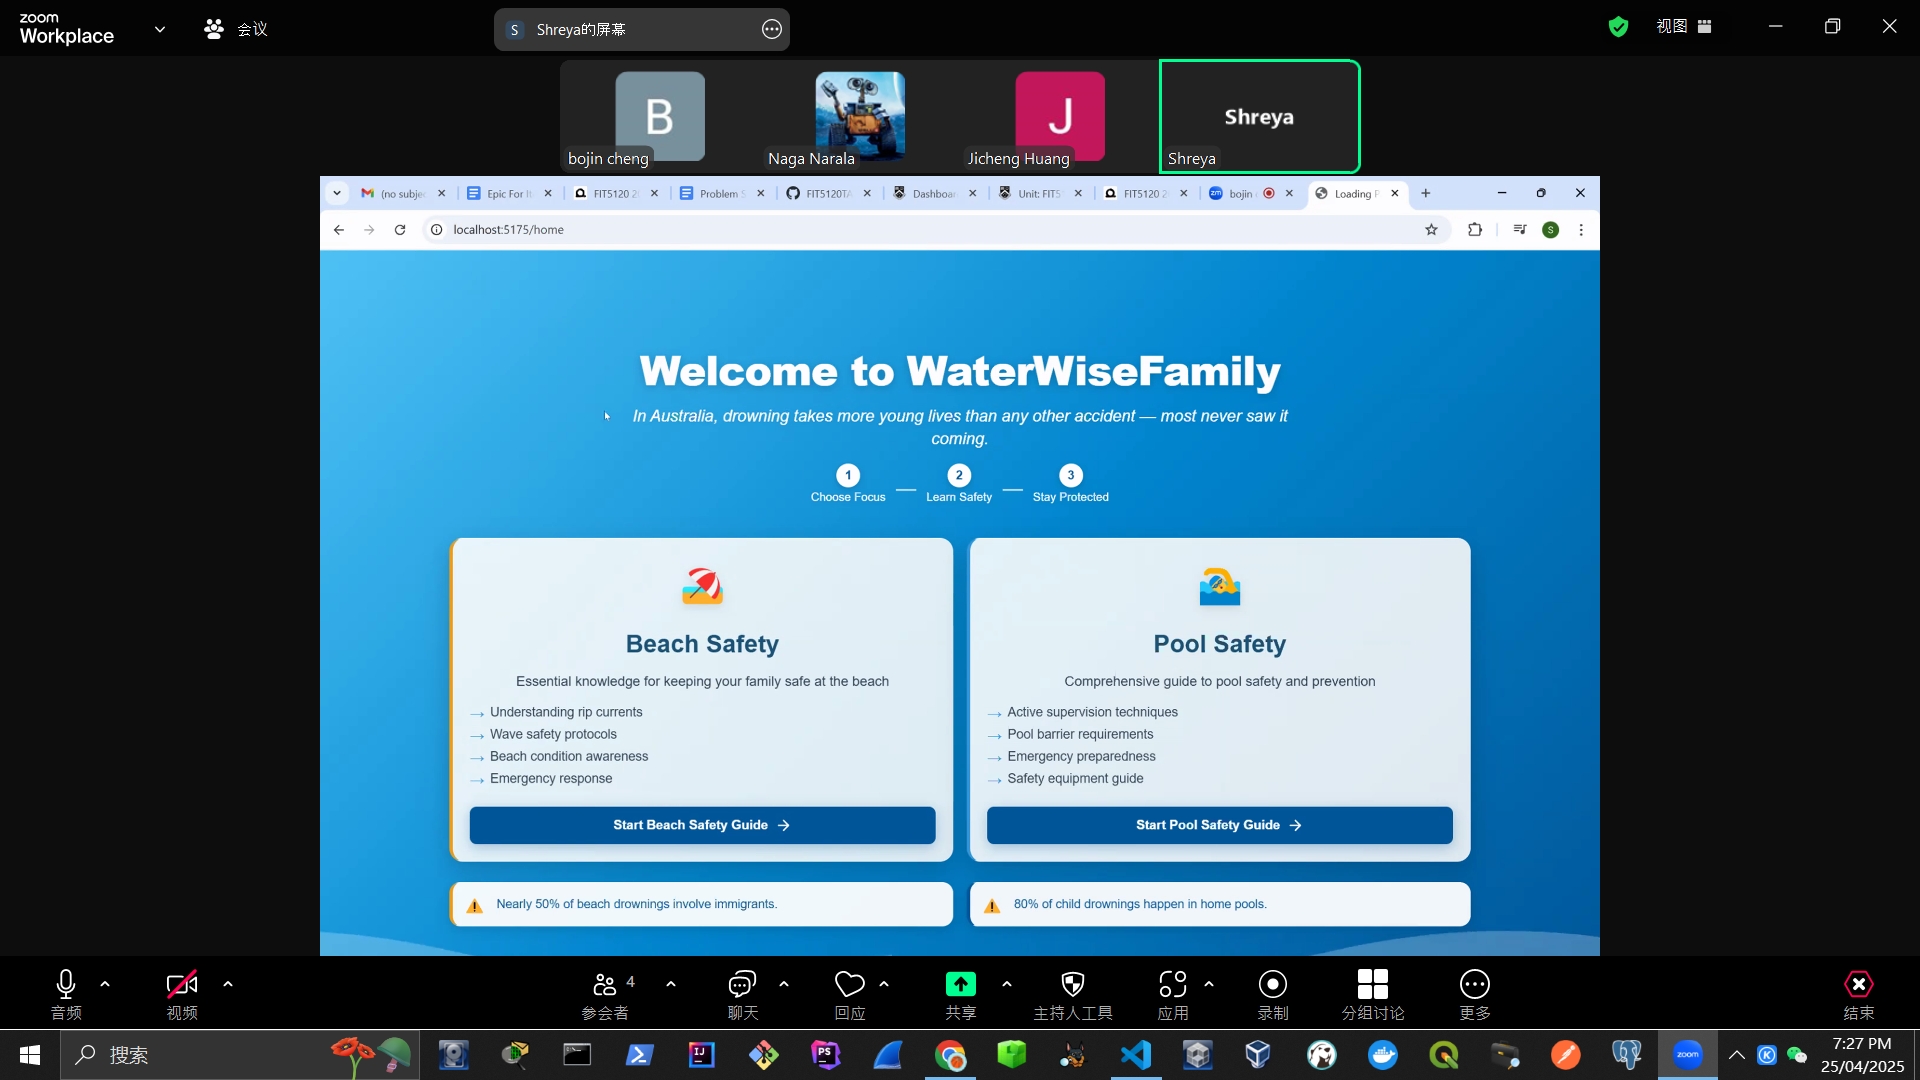 zoom
Workplace
会议
S
Shreya的屏幕
视图
B
bojin cheng
Naga Narala
J
Jicheng Huang
Shreya
Shreya
(no subje
Epic For It
FIT5120 20
Problem S
FIT5120TA
Dashboar
Unit: FIT5
FIT5120 2
zm
bojin
Loading P
localhost:5175/home
S
Welcome to WaterWiseFamily
In Australia, drowning takes more young lives than any other accident — most never saw it
coming.
1
2
3
Choose Focus
Learn Safety
Stay Protected
Beach Safety
Essential knowledge for keeping your family safe at the beach
→ Understanding rip currents
→ Wave safety protocols
→ Beach condition awareness
→ Emergency response
Start Beach Safety Guide →
Pool Safety
Comprehensive guide to pool safety and prevention
→ Active supervision techniques
→ Pool barrier requirements
→ Emergency preparedness
→ Safety equipment guide
Start Pool Safety Guide →
Nearly 50% of beach drownings involve immigrants.
80% of child drownings happen in home pools.
音频
视频
4
参会者
聊天
回应
共享
主持人工具
应用
录制
分组讨论
更多
结束
搜索
IJ
PS
zoom
K
7:27 PM
25/04/2025